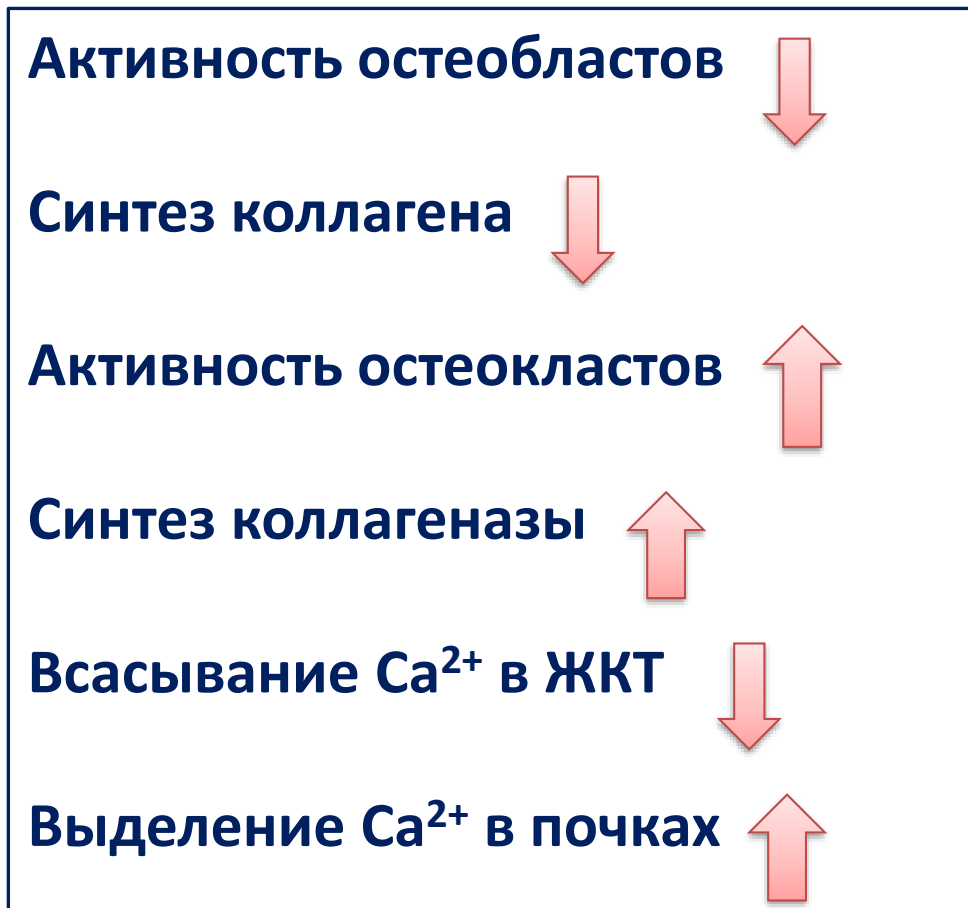 Активность остеобластов
Синтез коллагена
Активность остеокластов
Синтез коллагеназы
Всасывание Ca²⁺ в ЖКТ
Выделение Ca²⁺ в почках